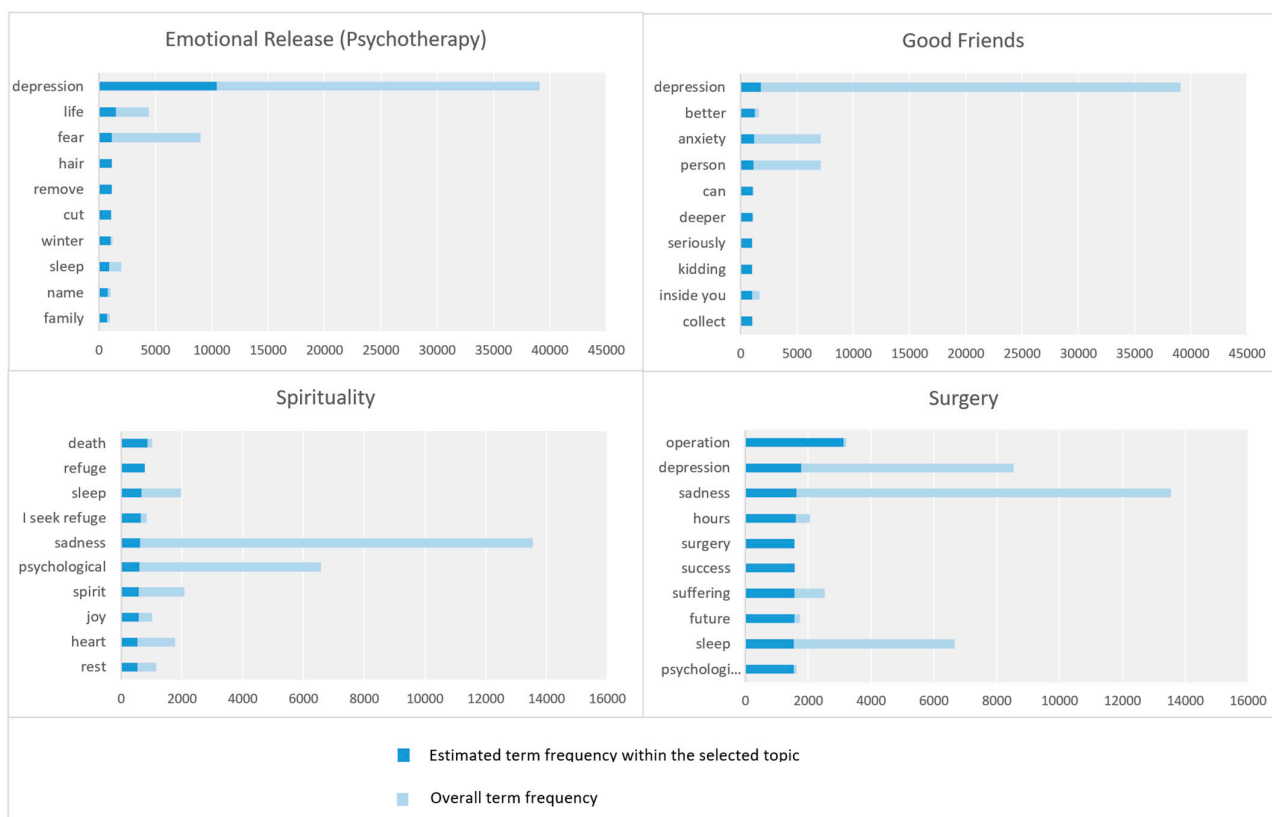 Emotional Release (Psychotherapy)
depression
life
fear
hair
remove
cut
winter
sleep
name
family
0 5000 10000 15000 20000 25000 30000 35000 40000 45000
Good Friends
depression
better
anxiety
person
can
deeper
seriously
kidding
inside you
collect
0 5000 10000 15000 20000 25000 30000 35000 40000 45000
Spirituality
death
refuge
sleep
I seek refuge
sadness
psychological
spirit
joy
heart
rest
0 2000 4000 6000 8000 10000 12000 14000 16000
Surgery
operation
depression
sadness
hours
surgery
success
suffering
future
sleep
psychologi...
0 2000 4000 6000 8000 10000 12000 14000 16000
Estimated term frequency within the selected topic
Overall term frequency